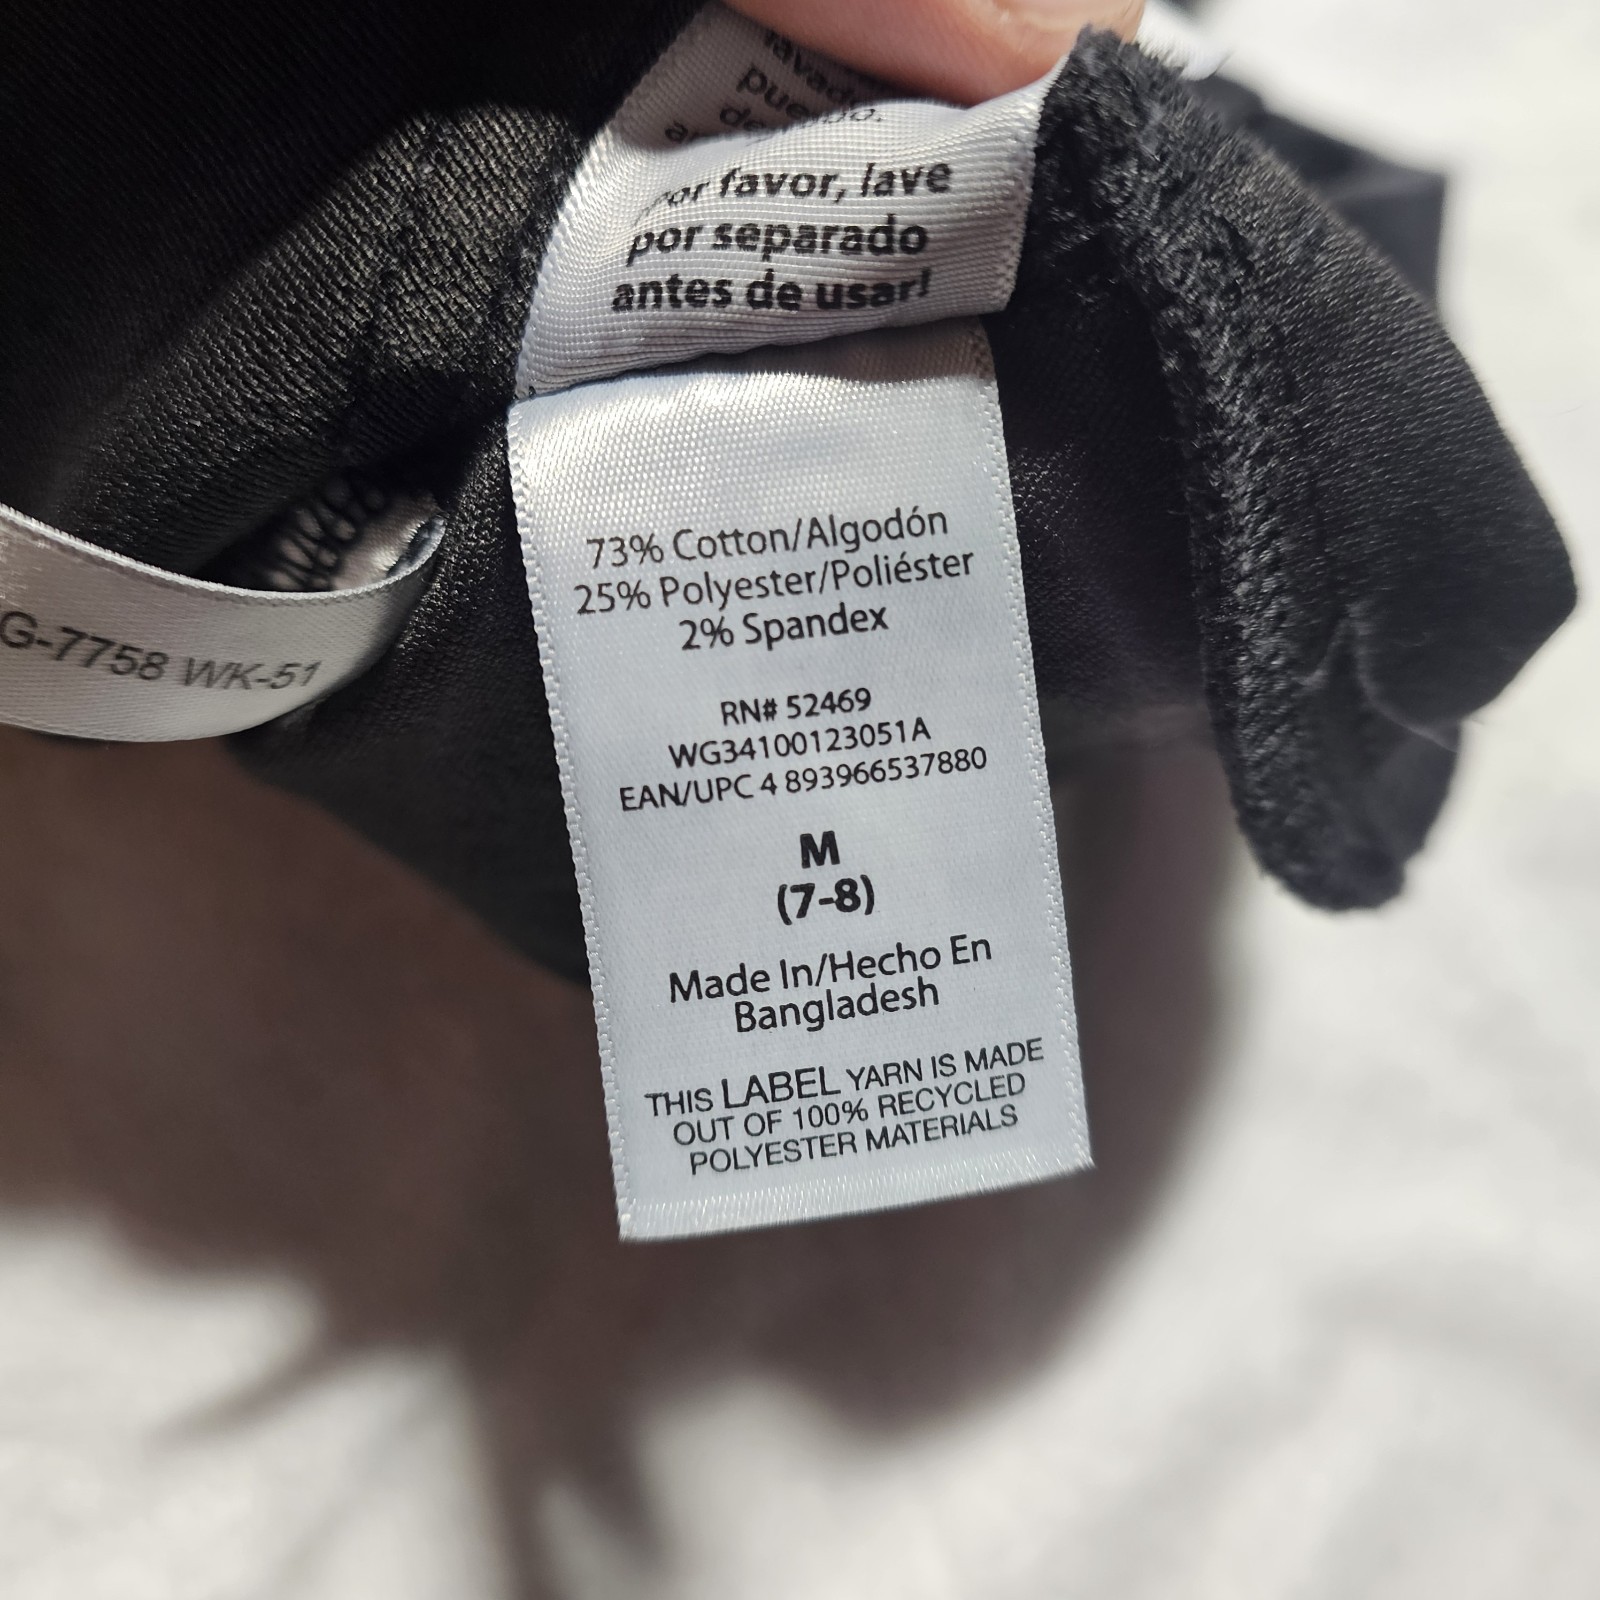 or favor, lave
por separado
antes de usar!
73% Cotton/Algodón
25% Polyester/Poliéster
2% Spandex
RN# 52469
WG34100123051A
EAN/UPC 4 893966537880
M
(7-8)
Made In/Hecho En
Bangladesh
THIS LABEL YARN IS MADE
OUT OF 100% RECYCLED
POLYESTER MATERIALS
G-7758 WK-51